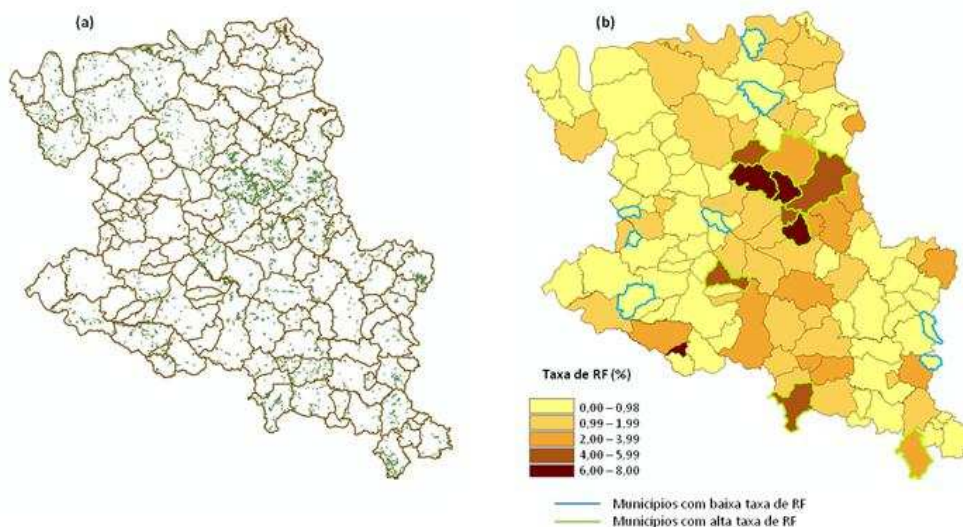 (a)
(b)
Taxa de RF (%)
0,00 – 0,98
0,99 – 1,99
2,00 – 3,99
4,00 – 5,99
6,00 – 8,00
Municípios com baixa taxa de RF
Municípios com alta taxa de RF